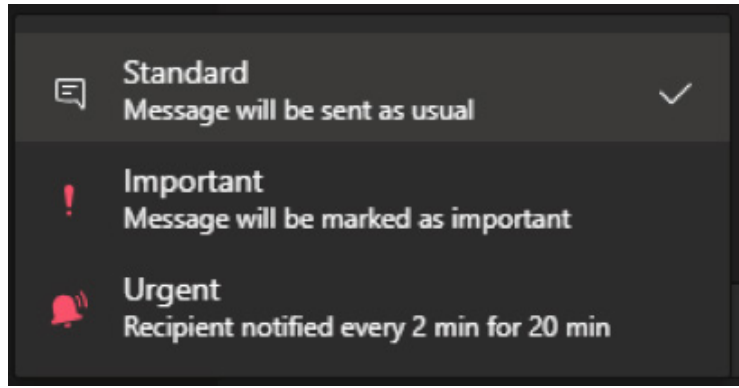 Standard
Message will be sent as usual
Important
Message will be marked as important
Urgent
Recipient notified every 2 min for 20 min